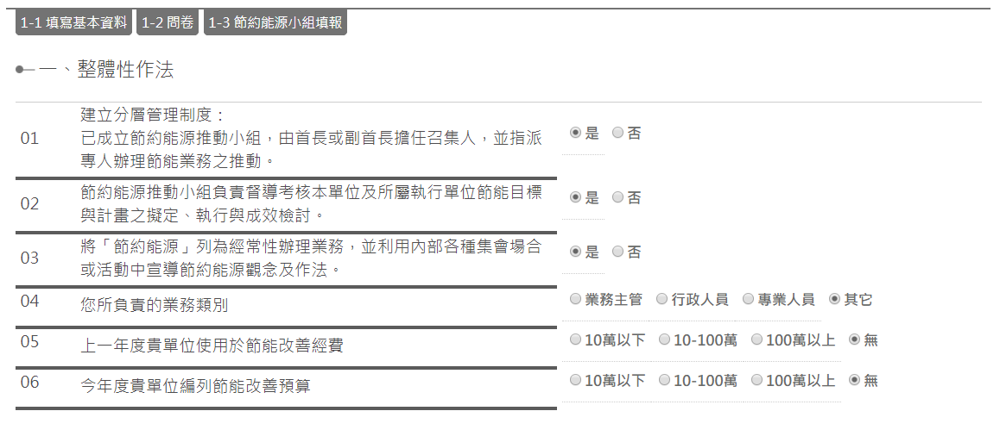 1-1 填寫基本資料 1-2 問卷 1-3 節約能源小組填報
一、整體性作法
建立分層管理制度：
01 已成立節約能源推動小組，由首長或副首長擔任召集人，並指派 是 否
專人辦理節能業務之推動。
02 節約能源推動小組負責督導考核本單位及所屬執行單位節能目標 是 否
與計畫之擬定、執行與成效檢討。
03 將「節約能源」列為經常性辦理業務，並利用內部各種集會場合 是 否
或活動中宣導節約能源觀念及作法。
04 您所負責的業務類別 業務主管 行政人員 專業人員 其它
05 上一年度貴單位使用於節能改善經費 10萬以下 10-100萬 100萬以上 無
06 今年度貴單位編列節能改善預算 10萬以下 10-100萬 100萬以上 無